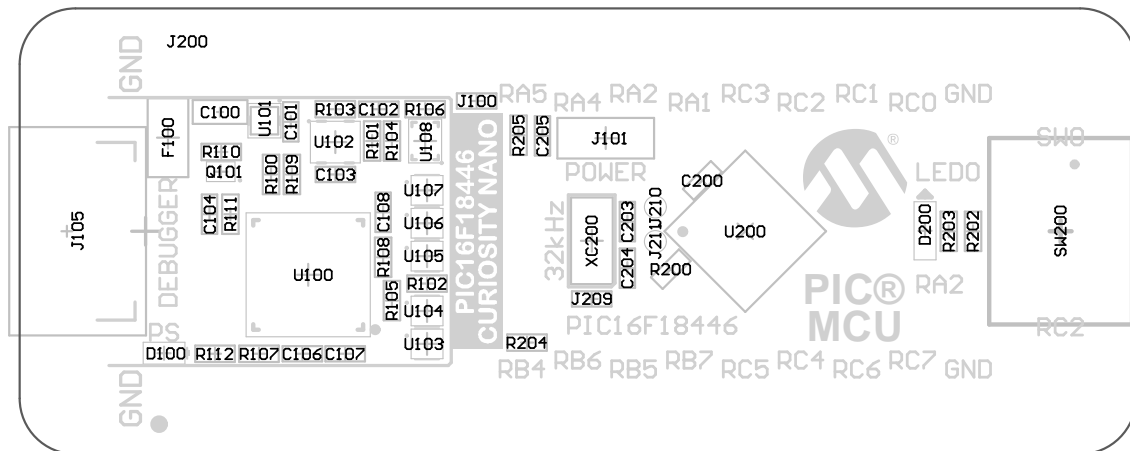 GND
J200
RA5
RA4
RA2
RA1
RC3
RC2
RC1
RC0
GND
C100
U101
C101
R103
C102
R106
J100
F100
U102
R101
R104
U108
R205
C205
J101
POWER
R110
Q101
R100
R109
C103
C104
R111
DEBUGGER
J105
U107
C108
U106
U105
R108
R102
R105
U104
U103
U100
PIC16F18446
CURIOSITY NANO
32kHz
XC200
C203
C204
J210
J211
C200
R200
U200
J209
PIC16F18446
®
PIC®
MCU
LED0
D200
R203
R202
RA2
SW0
SW200
RC2
PS
D100
R112
R107
C106
C107
R204
RB4
RB6
RB5
RB7
RC5
RC4
RC6
RC7
GND
GND